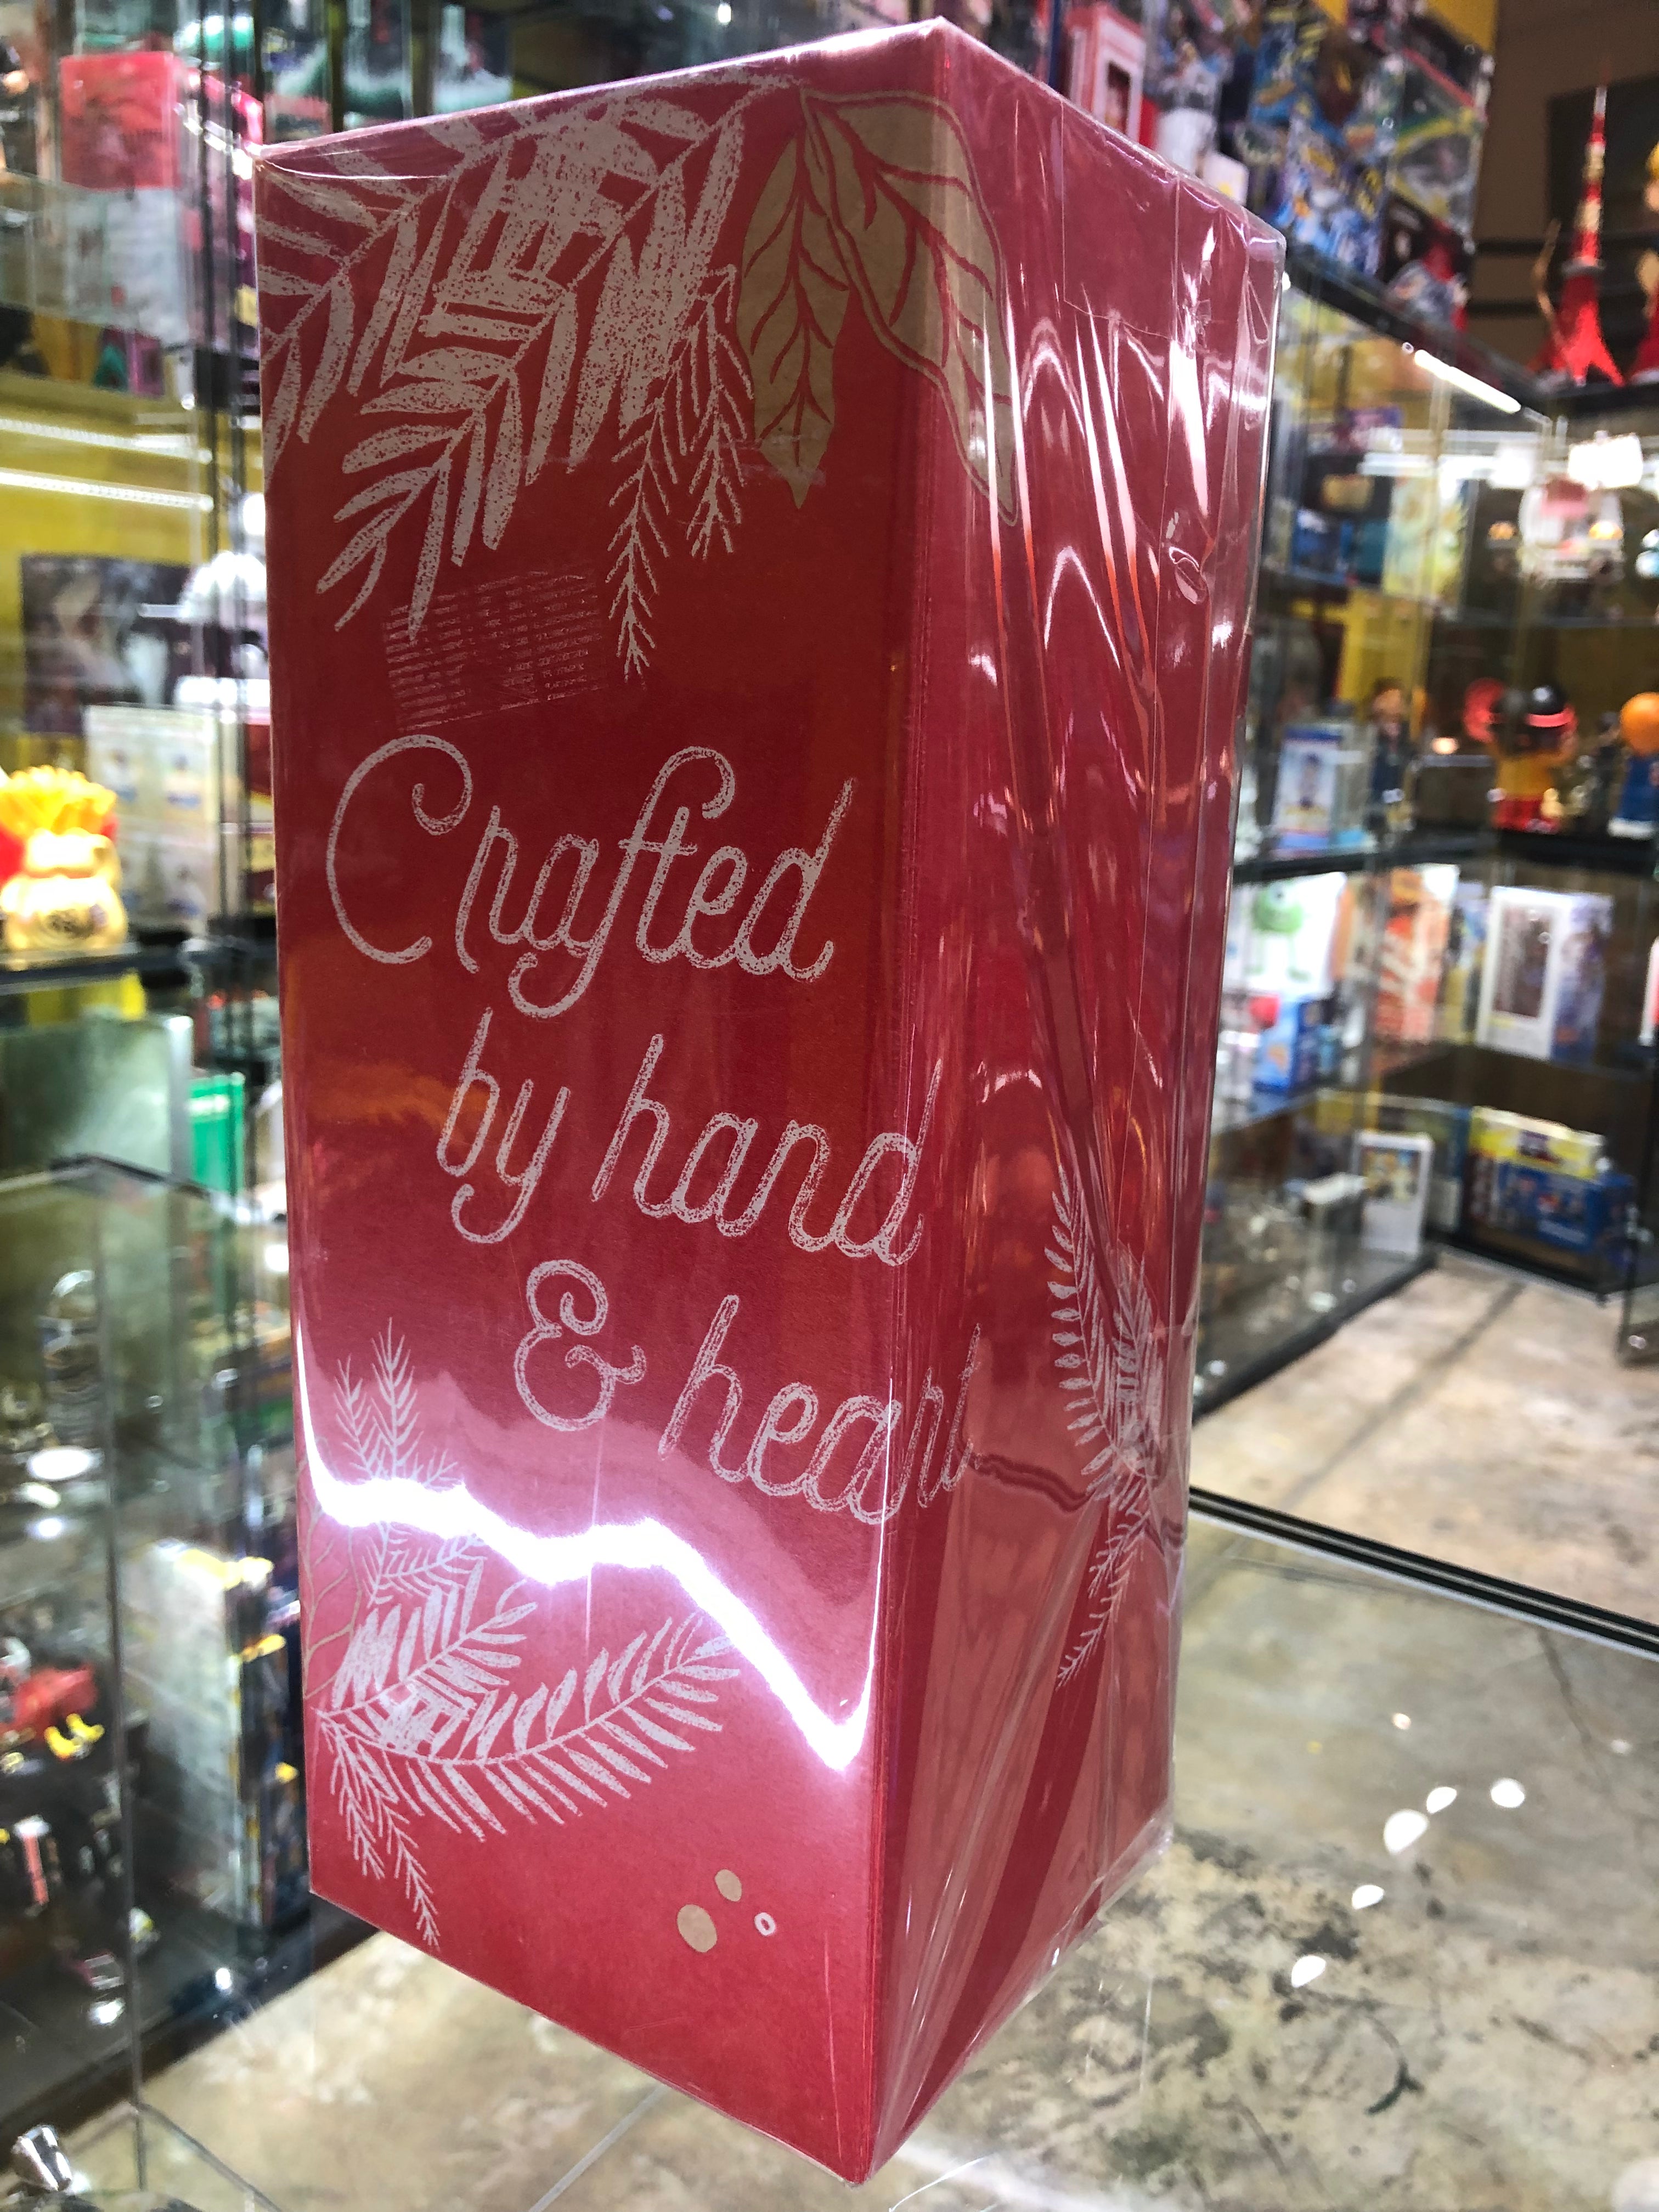 Crafted
by hand
& heart